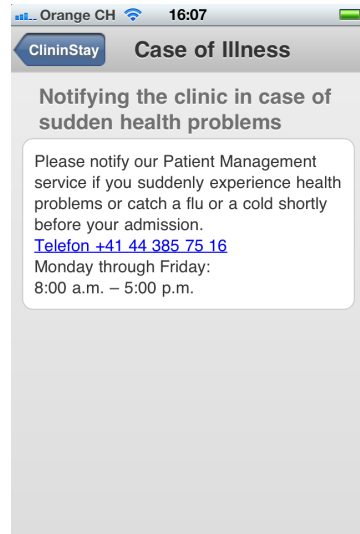 Orange CH 16:07
ClininStay Case of Illness
Notifying the clinic in case of
sudden health problems
Please notify our Patient Management
service if you suddenly experience health
problems or catch a flu or a cold shortly
before your admission.
Telefon +41 44 385 75 16
Monday through Friday:
8:00 a.m. – 5:00 p.m.